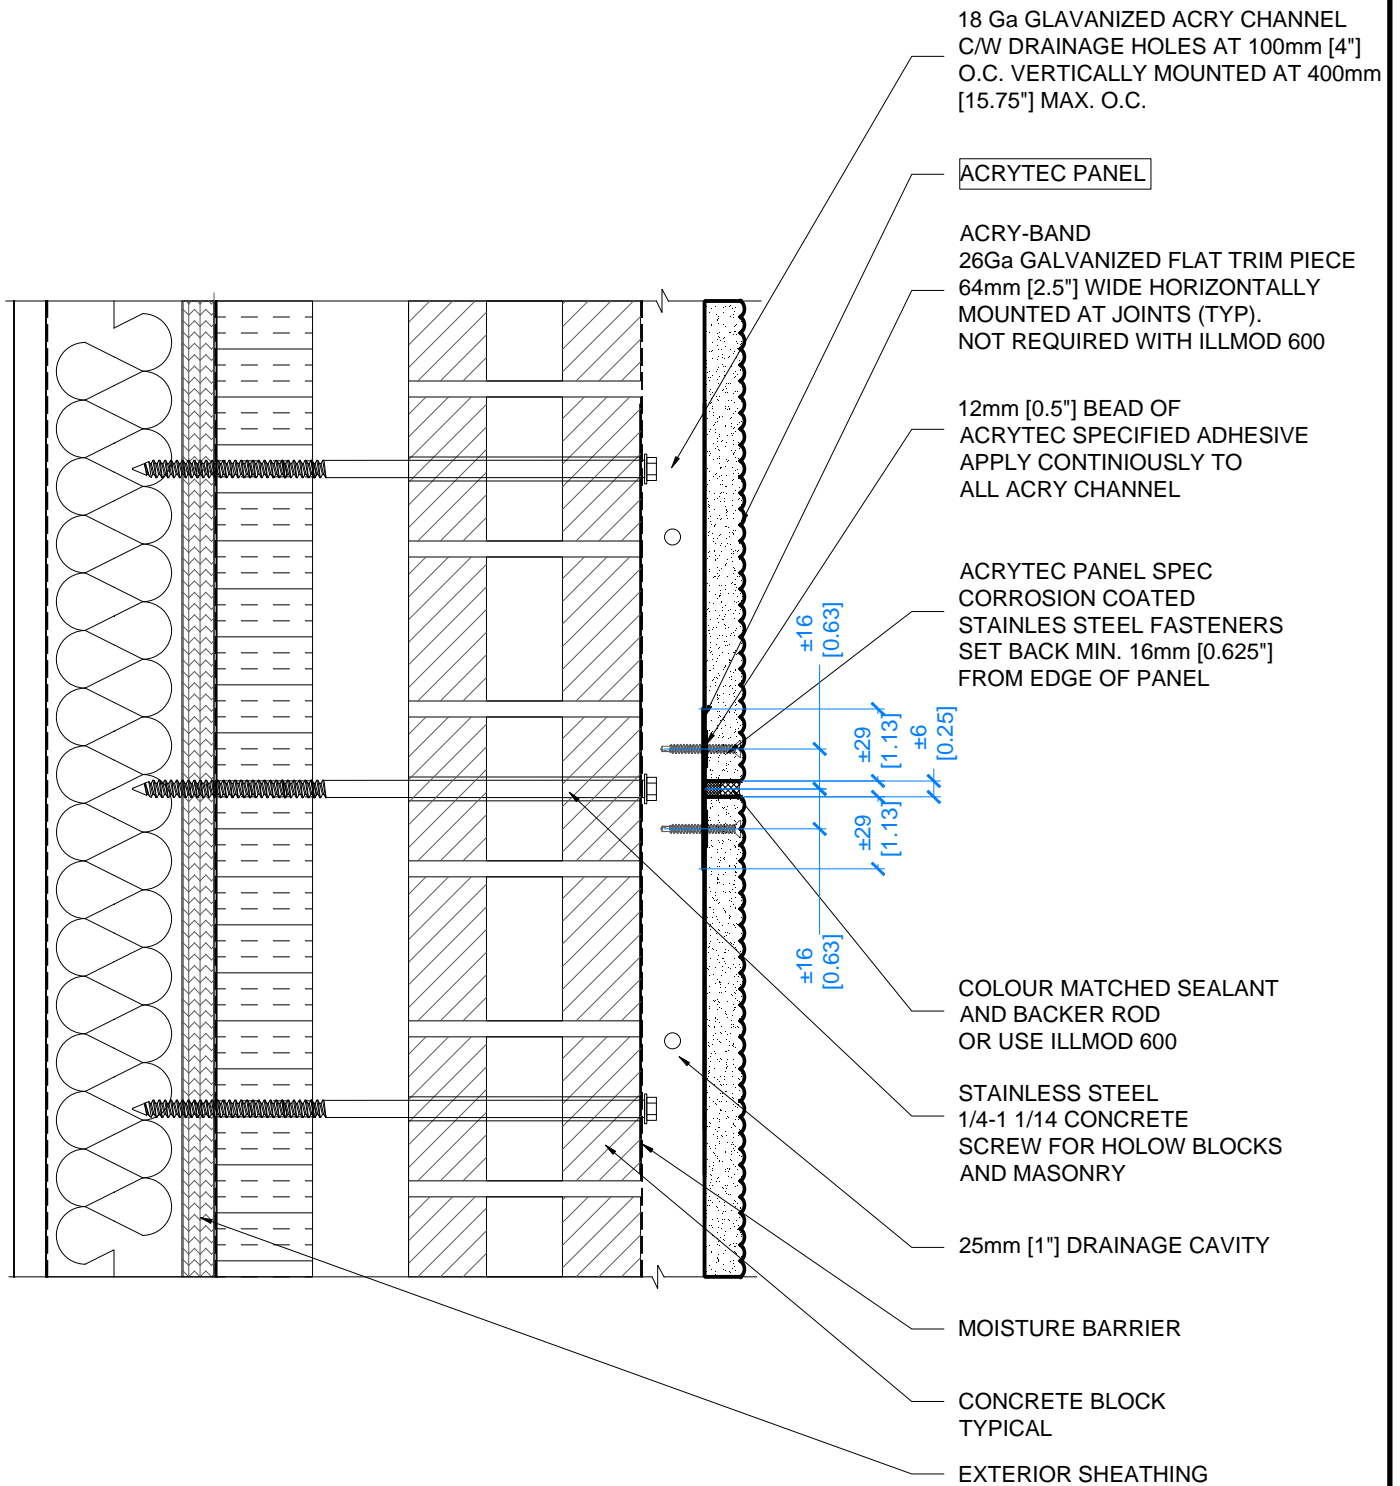 18 Ga GLAVANIZED ACRY CHANNEL
C/W DRAINAGE HOLES AT 100mm [4"]
O.C. VERTICALLY MOUNTED AT 400mm
[15.75"] MAX. O.C.
ACRYTEC PANEL
ACRY-BAND
26Ga GALVANIZED FLAT TRIM PIECE
64mm [2.5"] WIDE HORIZONTALLY
MOUNTED AT JOINTS (TYP).
NOT REQUIRED WITH ILLMOD 600
12mm [0.5"] BEAD OF
ACRYTEC SPECIFIED ADHESIVE
APPLY CONTINIOUSLY TO
ALL ACRY CHANNEL
ACRYTEC PANEL SPEC
CORROSION COATED
STAINLES STEEL FASTENERS
SET BACK MIN. 16mm [0.625"]
FROM EDGE OF PANEL
±16
[0.63]
±29
[1.13]
±6
[0.25]
±29
[1.13]
±16
[0.63]
COLOUR MATCHED SEALANT
AND BACKER ROD
OR USE ILLMOD 600
STAINLESS STEEL
1/4-1 1/14 CONCRETE
SCREW FOR HOLOW BLOCKS
AND MASONRY
25mm [1"] DRAINAGE CAVITY
MOISTURE BARRIER
CONCRETE BLOCK
TYPICAL
EXTERIOR SHEATHING